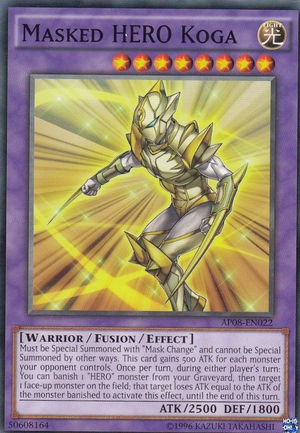 Masked HERO Koga
LIGHT
光
AP08-EN022
[Warrior / Fusion / Effect]
Must be Special Summoned with "Mask Change" and cannot be Special
Summoned by other ways. This card gains 500 ATK for each monster
your opponent controls. Once per turn, during either player's turn:
You can banish 1 "HERO" monster from your Graveyard, then target
1 face-up monster on the field; that target loses ATK equal to the ATK
of the monster banished to activate this effect, until the end of this turn.
ATK/2500 DEF/1800
50608164
©1996 KAZUKI TAKAHASHI